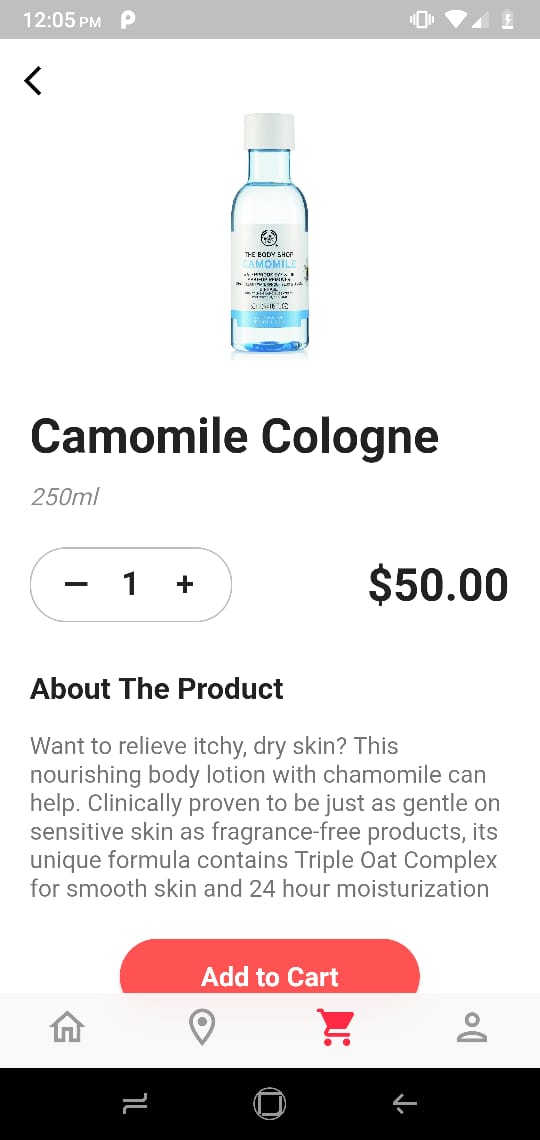 12:05 PM
THE BODY SHOP
CAMOMILE
Camomile Cologne
250ml
— 1 +
$50.00
About The Product
Want to relieve itchy, dry skin? This
nourishing body lotion with chamomile can
help. Clinically proven to be just as gentle on
sensitive skin as fragrance-free products, its
unique formula contains Triple Oat Complex
for smooth skin and 24 hour moisturization
Add to Cart